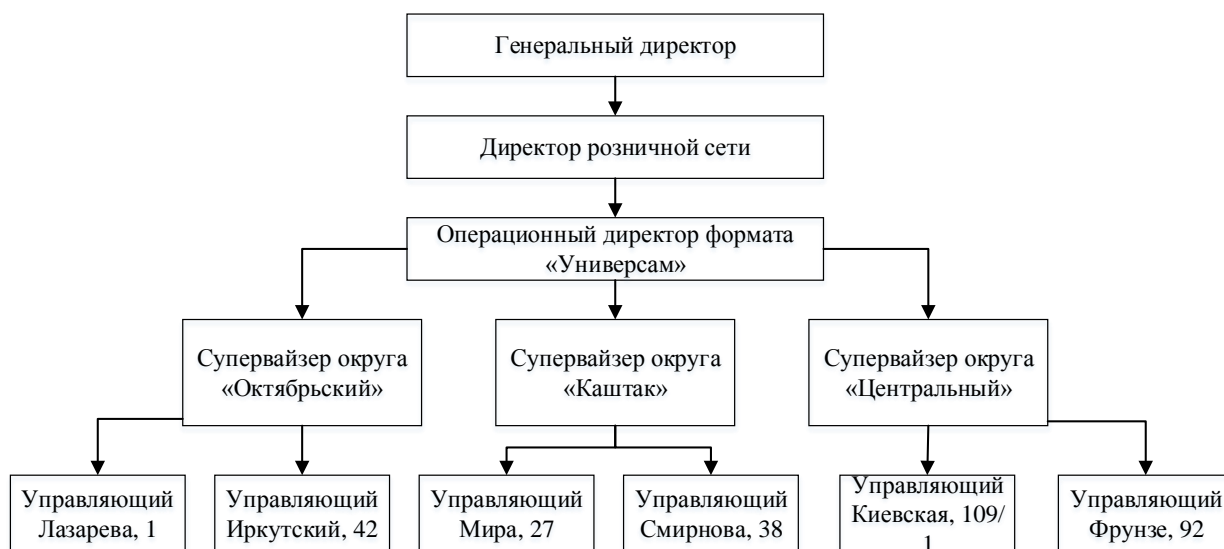 Генеральный директор
Директор розничной сети
Операционный директор формата
«Универсам»
Супервайзер округа
«Октябрьский»
Супервайзер округа
«Каштак»
Супервайзер округа
«Центральный»
Управляющий
Лазарева, 1
Управляющий
Иркутский, 42
Управляющий
Мира, 27
Управляющий
Смирнова, 38
Управляющий
Киевская, 109/
1
Управляющий
Фрунзе, 92